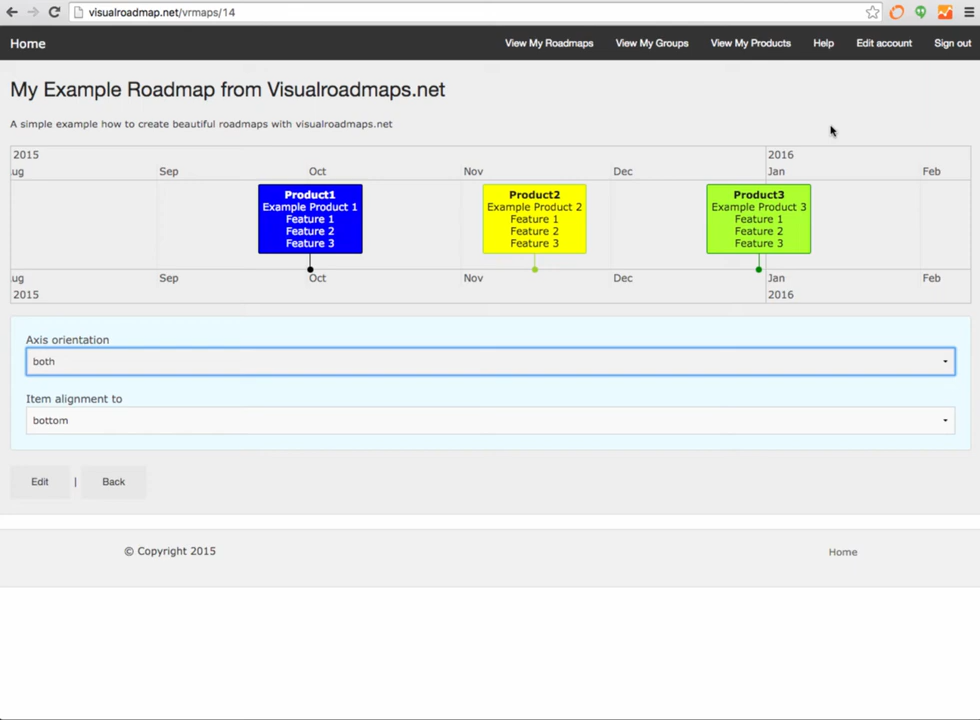 visualroadmap.net/vrmaps/14
Home View My Roadmaps View My Groups View My Products Help Edit account Sign out
My Example Roadmap from Visualroadmaps.net
A simple example how to create beautiful roadmaps with visualroadmaps.net
2015 2016
ug Sep Oct Nov Dec Jan Feb
Product1
Example Product 1
Feature 1
Feature 2
Feature 3
Product2
Example Product 2
Feature 1
Feature 2
Feature 3
Product3
Example Product 3
Feature 1
Feature 2
Feature 3
ug Sep Oct Nov Dec Jan Feb
2015 2016
Axis orientation
both
Item alignment to
bottom
Edit | Back
© Copyright 2015 Home